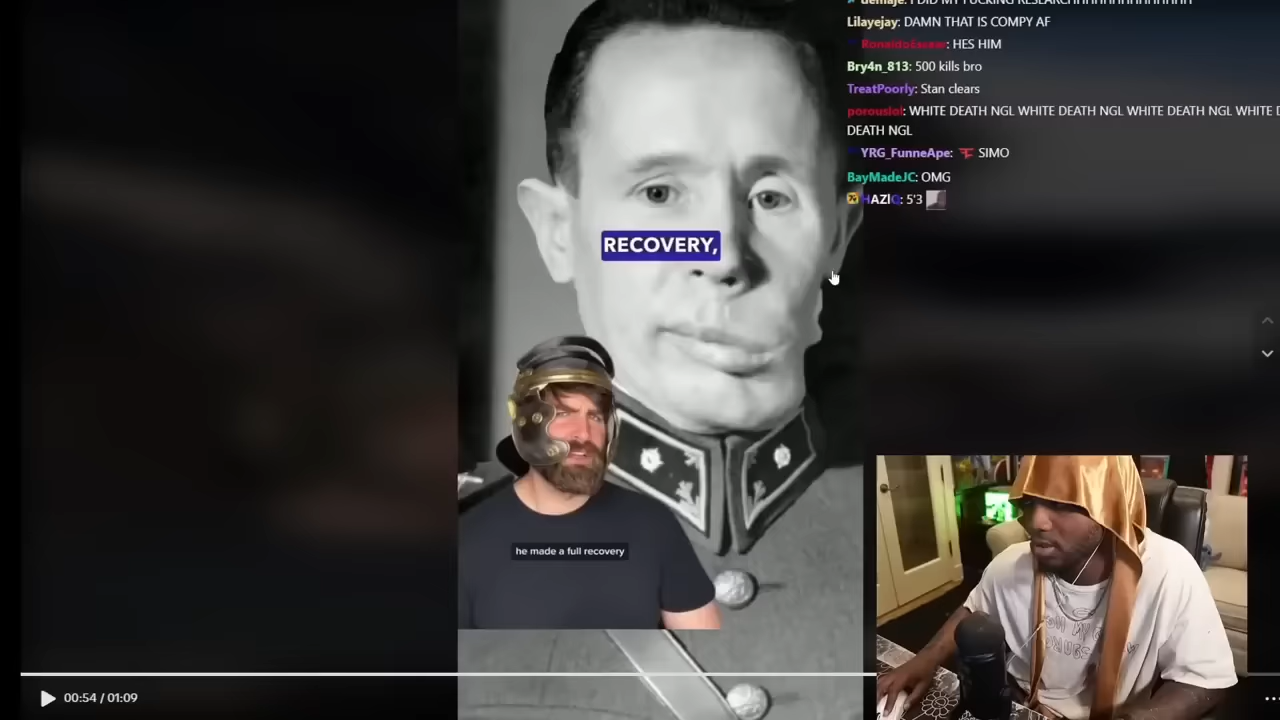 Lilayejay: DAMN THAT IS COMPY AF
: HES HIM
Bry4n_813: 500 kills bro
TreatPoorly: Stan clears
porouslol: WHITE DEATH NGL WHITE DEATH NGL WHITE DEATH NGL WHITE D
DEATH NGL
YRG_FunneApe: SIMO
BayMadeJC: OMG
HAZIQ: 5'3
RECOVERY,
he made a full recovery
00:54 / 01:09